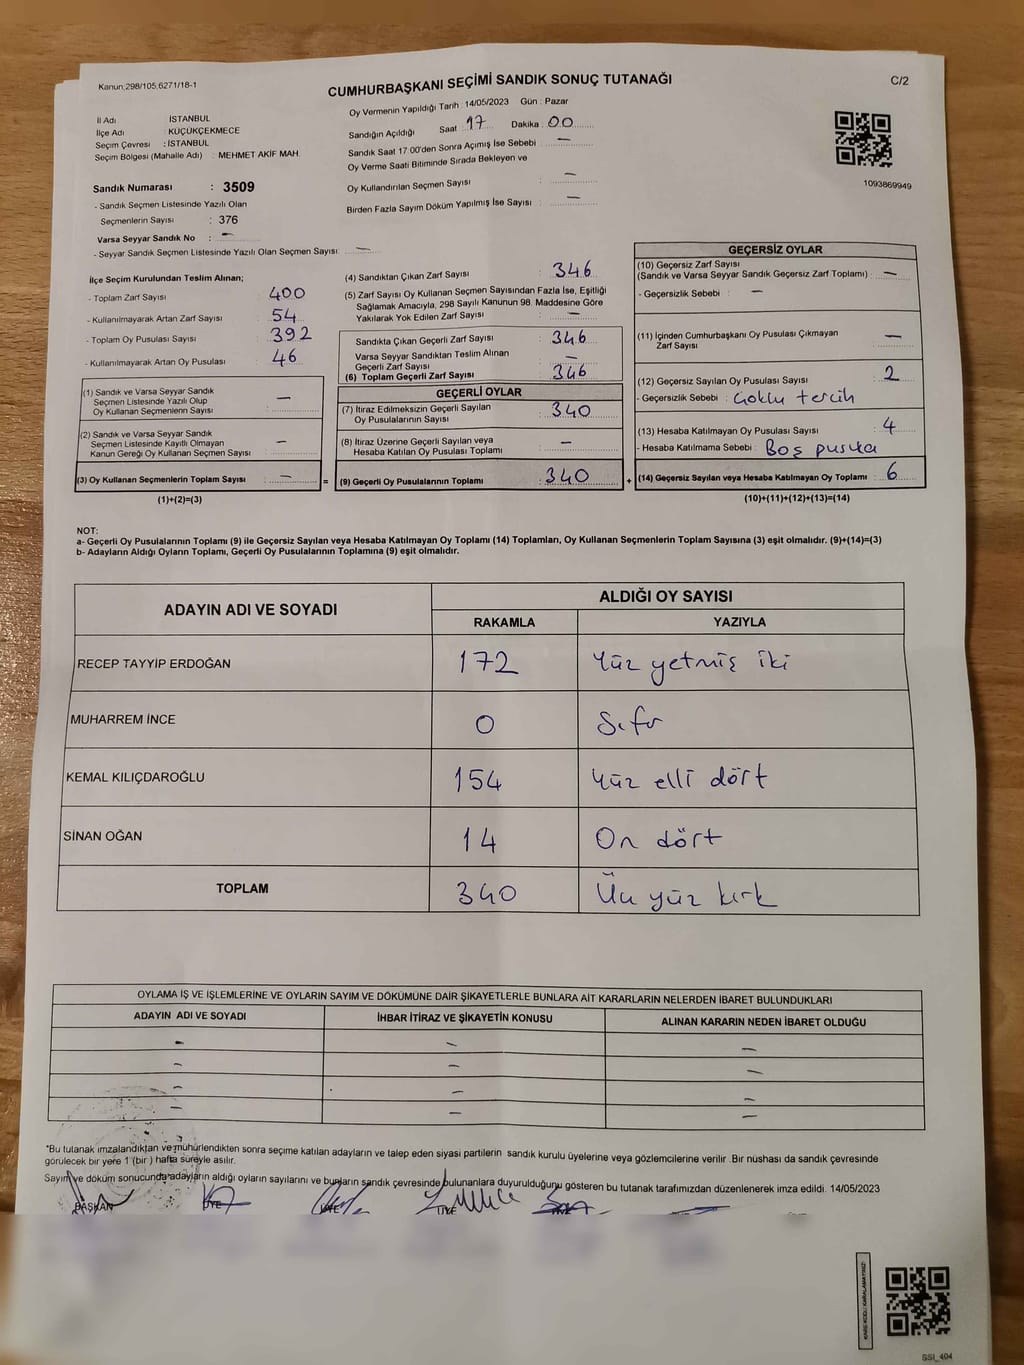 Kanun:298/105,6271/18-1
CUMHURBAŞKANI SEÇİMİ SANDIK SONUÇ TUTANAĞI
C/2
İl Adı İSTANBUL
İlçe Adı : KÜÇÜKÇEKMECE
Seçim Çevresi : İSTANBUL
Seçim Bölgesi (Mahalle Adı) : MEHMET AKİF MAH.
Sandık Numarası : 3509
- Sandık Seçmen Listesinde Yazılı Olan
Seçmenlerin Sayısı : 376
Varsa Seyyar Sandık No : —
- Seyyar Sandık Seçmen Listesinde Yazılı Olan Seçmen Sayısı : —
Oy Vermenin Yapıldığı Tarih : 14/05/2023 Gün : Pazar
Sandığın Açıldığı Saat : 17 Dakika : 00
Sandık Saat 17:00'den Sonra Açımış İse Sebebi : —
Oy Verme Saati Bitiminde Sırada Bekleyen ve
Oy Kullandırılan Seçmen Sayısı : —
Birden Fazla Sayım Döküm Yapılmış İse Sayısı : —
1093869949
İlçe Seçim Kurulundan Teslim Alınan;
- Toplam Zarf Sayısı : 400
- Kullanılmayarak Artan Zarf Sayısı : 54
- Toplam Oy Pusulası Sayısı : 392
- Kullanılmayarak Artan Oy Pusulası : 46
(1) Sandık ve Varsa Seyyar Sandık
Seçmen Listesinde Yazılı Olup
Oy Kullanan Seçmenlerin Sayısı : —
(2) Sandık ve Varsa Seyyar Sandık
Seçmen Listesinde Kayıtlı Olmayan
Kanun Gereği Oy Kullanan Seçmen Sayısı : —
(3) Oy Kullanan Seçmenlerin Toplam Sayısı : —
(1)+(2)=(3)
=
(4) Sandıktan Çıkan Zarf Sayısı : 346
(5) Zarf Sayısı Oy Kullanan Seçmen Sayısından Fazla İse, Eşitliği
Sağlamak Amacıyla, 298 Sayılı Kanunun 98. Maddesine Göre
Yakılarak Yok Edilen Zarf Sayısı : —
Sandıkta Çıkan Geçerli Zarf Sayısı : 346
Varsa Seyyar Sandıktan Teslim Alınan
Geçerli Zarf Sayısı : —
(6) Toplam Geçerli Zarf Sayısı : 346
GEÇERLİ OYLAR
(7) İtiraz Edilmeksizin Geçerli Sayılan
Oy Pusulasının Sayısı : 340
(8) İtiraz Üzerine Geçerli Sayılan veya
Hesaba Katılan Oy Pusulası Toplamı : —
(9) Geçerli Oy Pusulalarının Toplamı : 340
+
GEÇERSİZ OYLAR
(10) Geçersiz Zarf Sayısı
(Sandık ve Varsa Seyyar Sandık Geçersiz Zarf Toplamı) : —
- Geçersizlik Sebebi : —
(11) İçinden Cumhurbaşkanı Oy Pusulası Çıkmayan
Zarf Sayısı : —
(12) Geçersiz Sayılan Oy Pusulası Sayısı : 2
- Geçersizlik Sebebi : Çoklu tercih
(13) Hesaba Katılmayan Oy Pusulası Sayısı : 4
- Hesaba Katılmama Sebebi : Boş pusula
(14) Geçersiz Sayılan veya Hesaba Katılmayan Oy Toplamı : 6
(10)+(11)+(12)+(13)=(14)
NOT:
a- Geçerli Oy Pusulalarının Toplamı (9) ile Geçersiz Sayılan veya Hesaba Katılmayan Oy Toplamı (14) Toplamları, Oy Kullanan Seçmenlerin Toplam Sayısına (3) eşit olmalıdır. (9)+(14)=(3)
b- Adayların Aldığı Oyların Toplamı, Geçerli Oy Pusulalarının Toplamına (9) eşit olmalıdır.
ADAYIN ADI VE SOYADI
ALDIĞI OY SAYISI
RAKAMLA YAZIYLA
RECEP TAYYİP ERDOĞAN 172 Yüz yetmiş iki
MUHARREM İNCE 0 Sıfır
KEMAL KILIÇDAROĞLU 154 Yüz elli dört
SİNAN OĞAN 14 On dört
TOPLAM 340 Üç yüz kırk
OYLAMA İŞ VE İŞLEMLERİNE VE OYLARIN SAYIM VE DÖKÜMÜNE DAİR ŞİKAYETLERLE BUNLARA AİT KARARLARIN NELERDEN İBARET BULUNDUKLARI
ADAYIN ADI VE SOYADI İHBAR İTİRAZ VE ŞİKAYETİN KONUSU ALINAN KARARIN NEDEN İBARET OLDUĞU
— — —
— — —
— — —
— — —
*Bu tutanak imzalandıktan ve mühürlendikten sonra seçime katılan adayların ve talep eden siyasi partilerin sandık kurulu üyelerine veya gözlemcilerine verilir. Bir nüshası da sandık çevresinde
görülecek bir yere 1 (bir) hafta süreyle asılır.
Sayım ve döküm sonucunda adayların aldığı oyların sayılarını ve bunların sandık çevresinde bulunanlara duyurulduğunu gösteren bu tutanak tarafımızdan düzenlenerek imza edildi. 14/05/2023
BAŞKAN ÜYE ÜYE ÜYE
KARE KODU KARALAMAYINIZ!
SSI_404